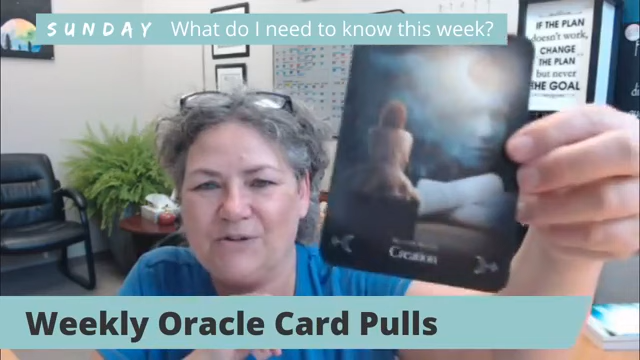 SUNDAY What do I need to know this week?
IF THE PLAN
doesn't work,
CHANGE
THE PLAN
but never
THE GOAL
Creation
Weekly Oracle Card Pulls